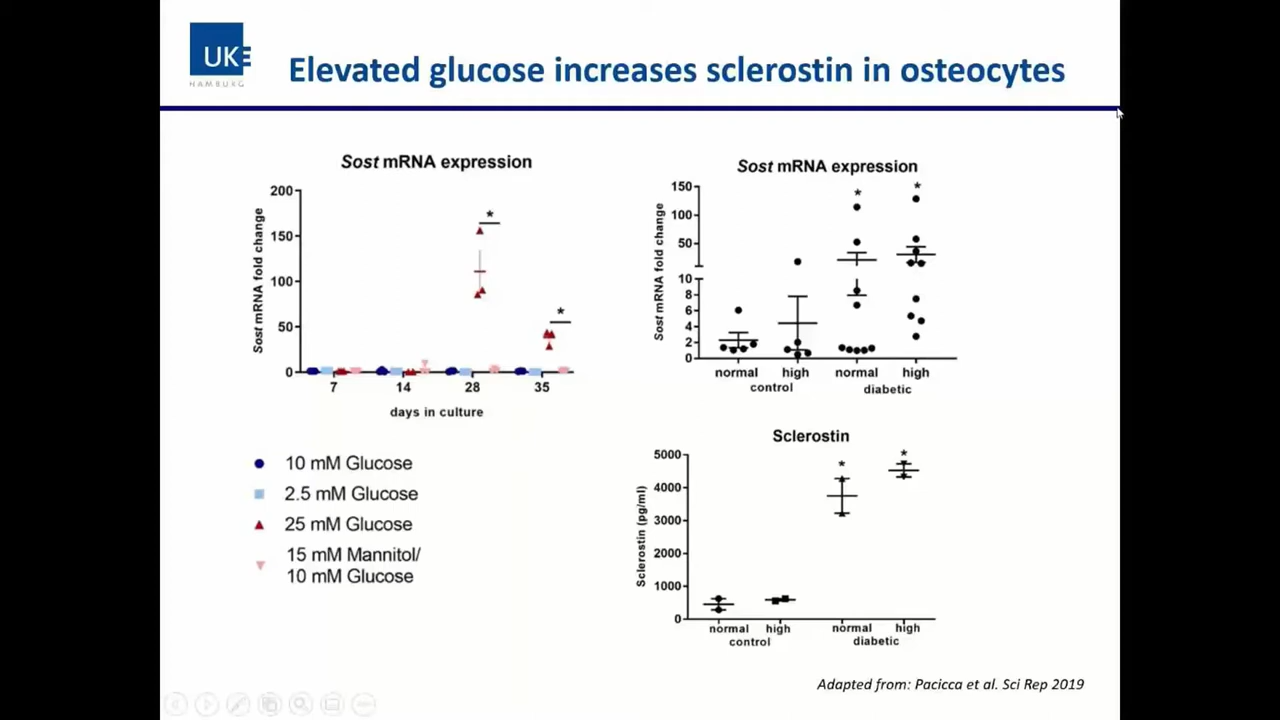 UKE
HAMBURG
Elevated glucose increases sclerostin in osteocytes
Sost mRNA expression
Sost mRNA fold change
200
150
100
50
0
*
*
7 14 28 35
days in culture
10 mM Glucose
2.5 mM Glucose
25 mM Glucose
15 mM Mannitol/
10 mM Glucose
Sost mRNA expression
Sost mRNA fold change
150
100
50
10
8
6
4
2
0
* *
normal high normal high
control diabetic
Sclerostin
Sclerostin (pg/ml)
5000
4000
3000
2000
1000
0
* *
normal high normal high
control diabetic
Adapted from: Pacicca et al. Sci Rep 2019